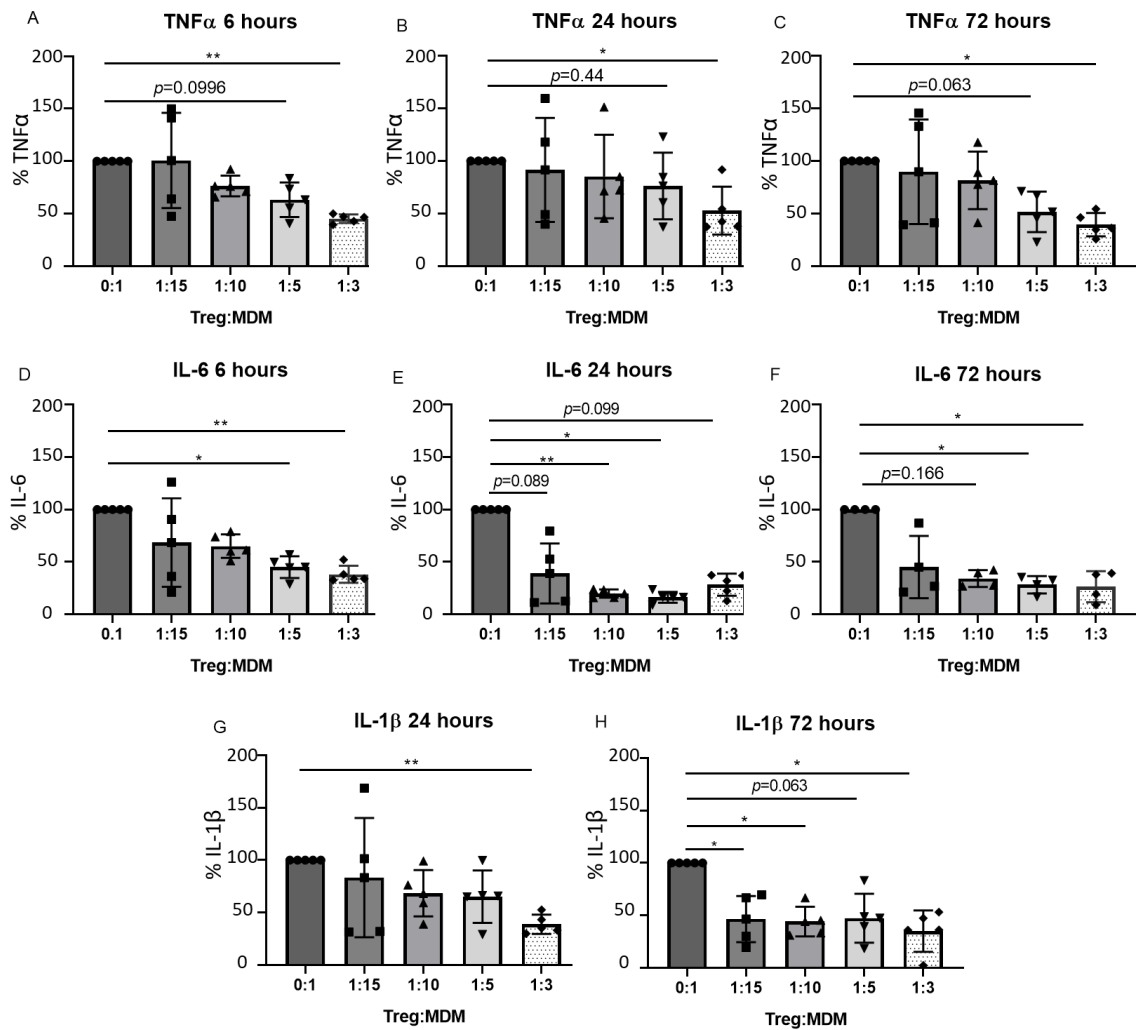 A
TNFα 6 hours
200
150
100
50
0
% TNFα
**
p=0.0996
0:1 1:15 1:10 1:5 1:3
Treg:MDM
B
TNFα 24 hours
200
150
100
50
0
% TNFα
*
p=0.44
0:1 1:15 1:10 1:5 1:3
Treg:MDM
C
TNFα 72 hours
200
150
100
50
0
% TNFα
*
p=0.063
0:1 1:15 1:10 1:5 1:3
Treg:MDM
D
IL-6 6 hours
200
150
100
50
0
% IL-6
**
*
0:1 1:15 1:10 1:5 1:3
Treg:MDM
E
IL-6 24 hours
200
150
100
50
0
% IL-6
p=0.099
*
**
p=0.089
0:1 1:15 1:10 1:5 1:3
Treg:MDM
F
IL-6 72 hours
200
150
100
50
0
% IL-6
*
*
p=0.166
0:1 1:15 1:10 1:5 1:3
Treg:MDM
G
IL-1β 24 hours
200
150
100
50
0
% IL-1β
**
0:1 1:15 1:10 1:5 1:3
Treg:MDM
H
IL-1β 72 hours
200
150
100
50
0
% IL-1β
*
p=0.063
*
*
0:1 1:15 1:10 1:5 1:3
Treg:MDM